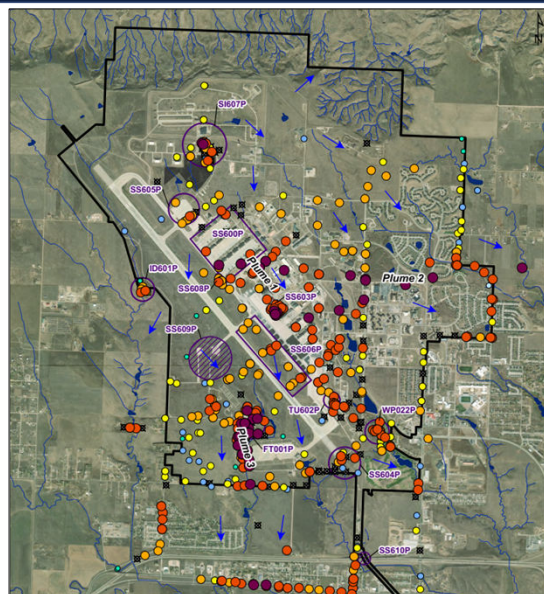 N
SI607P
SS605P
SS600P
ID601P
Plume 1
Plume 2
SS608P
SS603P
SS609P
SS606P
TU602P
WP022P
Plume 3
FT001P
SS604P
SS610P